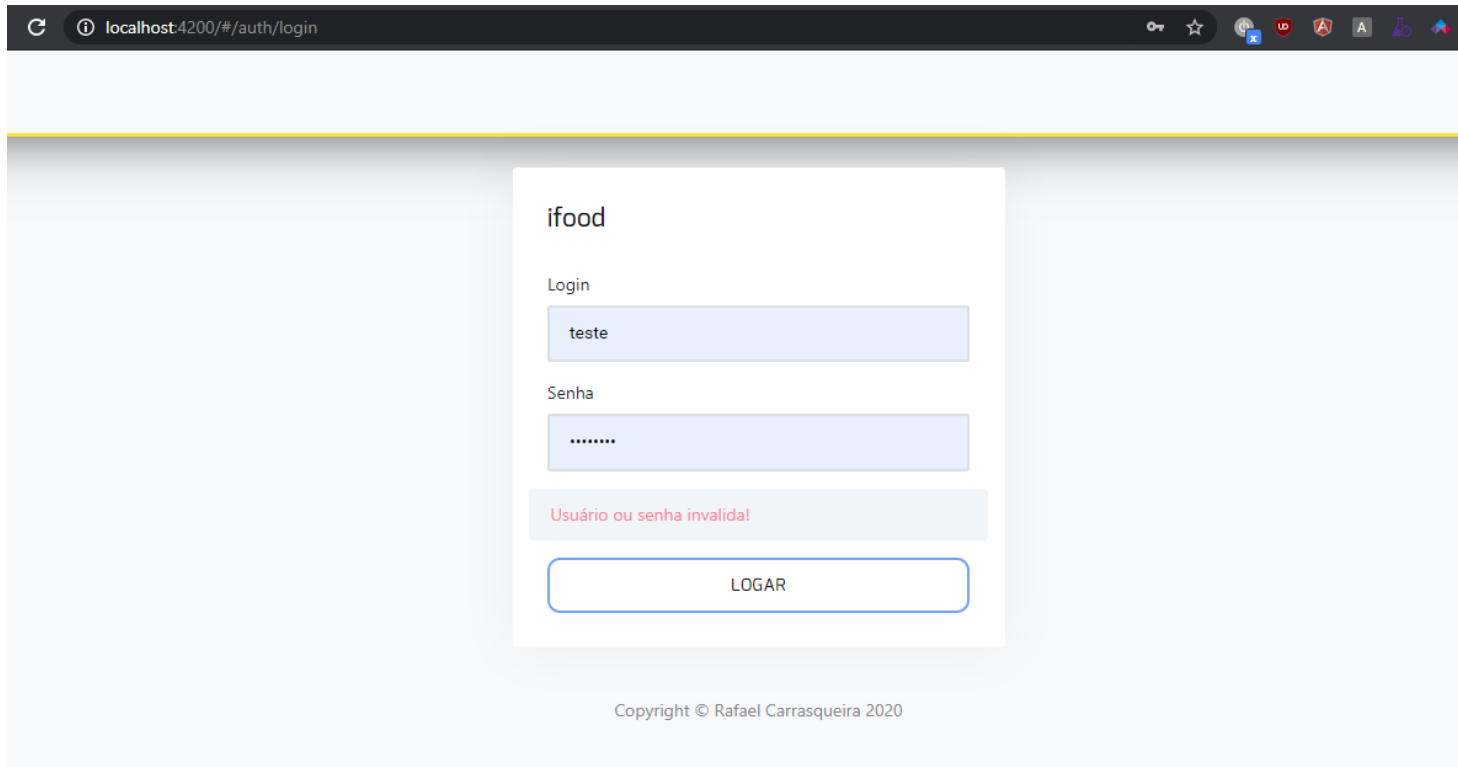 localhost:4200/#/auth/login
ifood
Login
teste
Senha
••••••••
Usuário ou senha invalida!
LOGAR
Copyright © Rafael Carrasqueira 2020